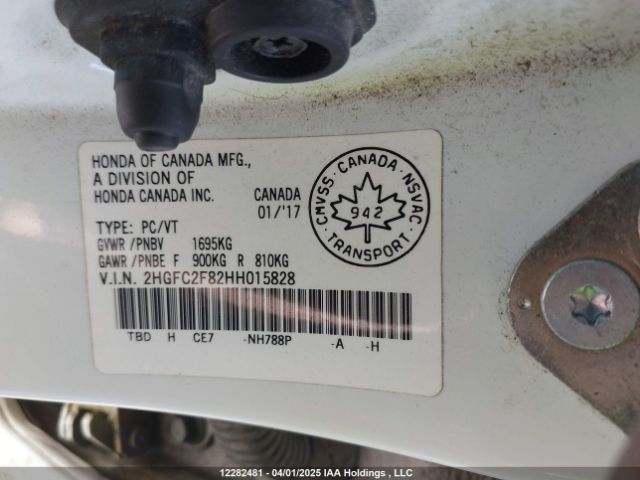 HONDA OF CANADA MFG.,
A DIVISION OF
HONDA CANADA INC. CANADA
01/'17
TYPE: PC/VT
GVWR /PNBV 1695KG
GAWR /PNBE F 900KG R 810KG
V.I.N. 2HGFC2F82HH015828
TBD H CE7 -NH788P -A -H
CMVSS · CANADA · NSVAC
942
TRANSPORT
12282481 - 04/01/2025 IAA Holdings , LLC